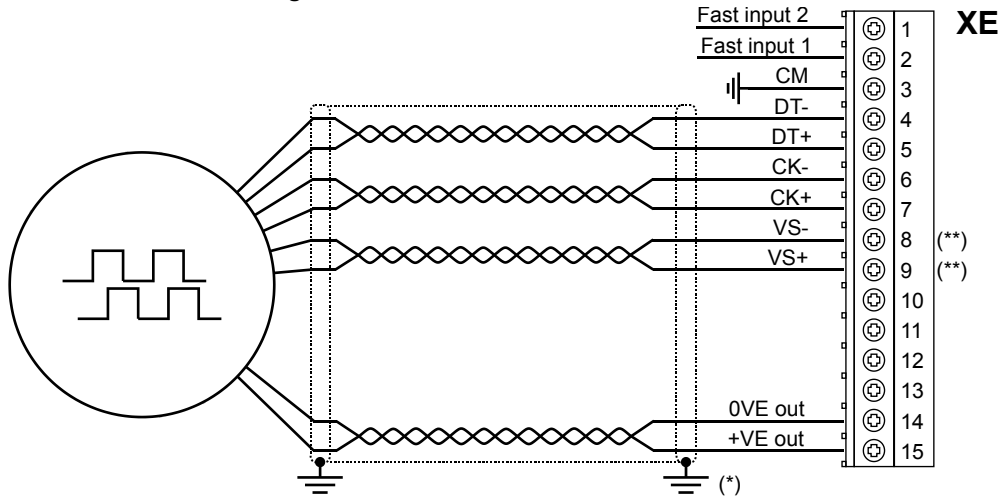 Fast input 2 1 XE
Fast input 1 2
CM 3
DT- 4
DT+ 5
CK- 6
CK+ 7
VS- 8 (**)
VS+ 9 (**)
10
11
12
13
0VE out 14
+VE out 15
(*)